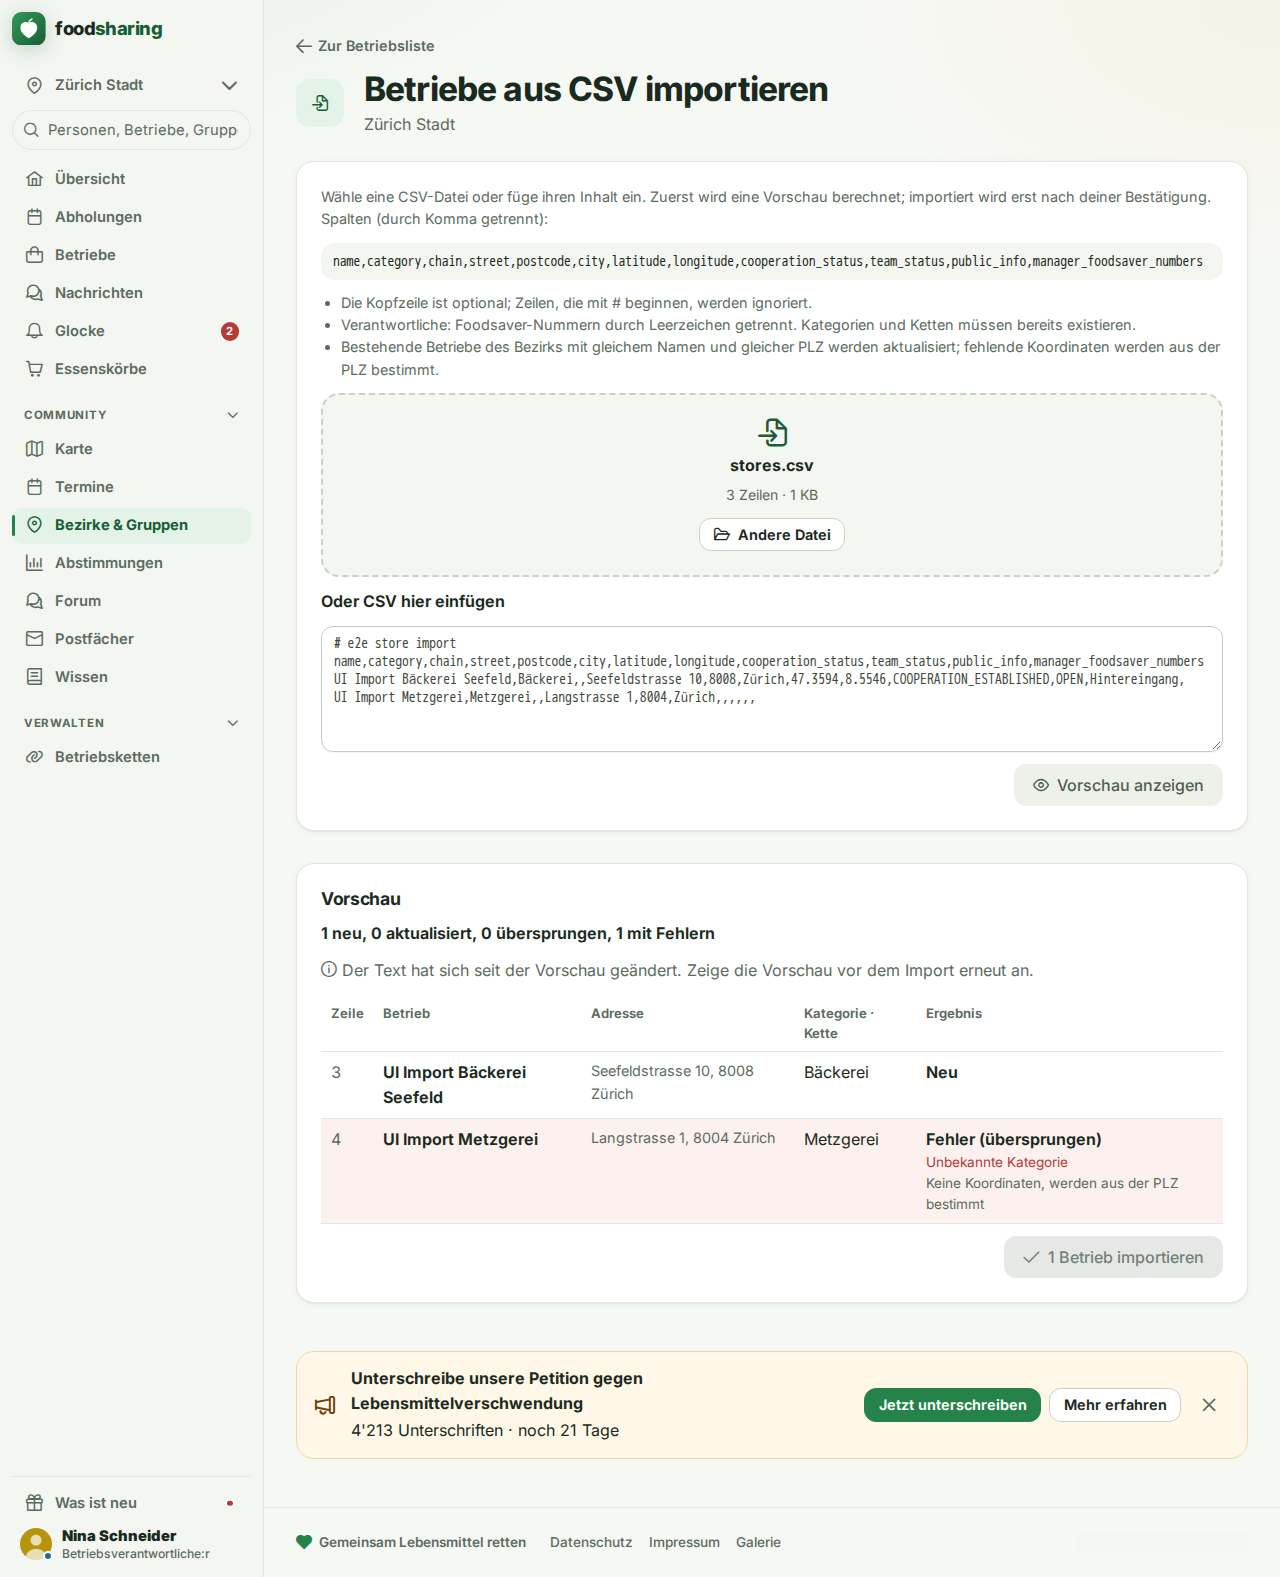 foodsharing
Zürich Stadt
Personen, Betriebe, Grupp
Übersicht
Abholungen
Betriebe
Nachrichten
Glocke 2
Essenskörbe
COMMUNITY
Karte
Termine
Bezirke & Gruppen
Abstimmungen
Forum
Postfächer
Wissen
VERWALTEN
Betriebsketten
Was ist neu
Nina Schneider
Betriebsverantwortliche:r
Zur Betriebsliste
Betriebe aus CSV importieren
Zürich Stadt
Wähle eine CSV-Datei oder füge ihren Inhalt ein. Zuerst wird eine Vorschau berechnet; importiert wird erst nach deiner Bestätigung.
Spalten (durch Komma getrennt):
name,category,chain,street,postcode,city,latitude,longitude,cooperation_status,team_status,public_info,manager_foodsaver_numbers
Die Kopfzeile ist optional; Zeilen, die mit # beginnen, werden ignoriert.
Verantwortliche: Foodsaver-Nummern durch Leerzeichen getrennt. Kategorien und Ketten müssen bereits existieren.
Bestehende Betriebe des Bezirks mit gleichem Namen und gleicher PLZ werden aktualisiert; fehlende Koordinaten werden aus der
PLZ bestimmt.
stores.csv
3 Zeilen · 1 KB
Andere Datei
Oder CSV hier einfügen
# e2e store import
name,category,chain,street,postcode,city,latitude,longitude,cooperation_status,team_status,public_info,manager_foodsaver_numbers
UI Import Bäckerei Seefeld,Bäckerei,,Seefeldstrasse 10,8008,Zürich,47.3594,8.5546,COOPERATION_ESTABLISHED,OPEN,Hintereingang,
UI Import Metzgerei,Metzgerei,,Langstrasse 1,8004,Zürich,,,,,,
Vorschau anzeigen
Vorschau
1 neu, 0 aktualisiert, 0 übersprungen, 1 mit Fehlern
Der Text hat sich seit der Vorschau geändert. Zeige die Vorschau vor dem Import erneut an.
Zeile Betrieb Adresse Kategorie · Ergebnis
Kette
3 UI Import Bäckerei Seefeldstrasse 10, 8008 Bäckerei Neu
Seefeld Zürich
4 UI Import Metzgerei Langstrasse 1, 8004 Zürich Metzgerei Fehler (übersprungen)
Unbekannte Kategorie
Keine Koordinaten, werden aus der PLZ
bestimmt
1 Betrieb importieren
Unterschreibe unsere Petition gegen
Lebensmittelverschwendung
4'213 Unterschriften · noch 21 Tage
Jetzt unterschreiben
Mehr erfahren
Gemeinsam Lebensmittel retten Datenschutz Impressum Galerie